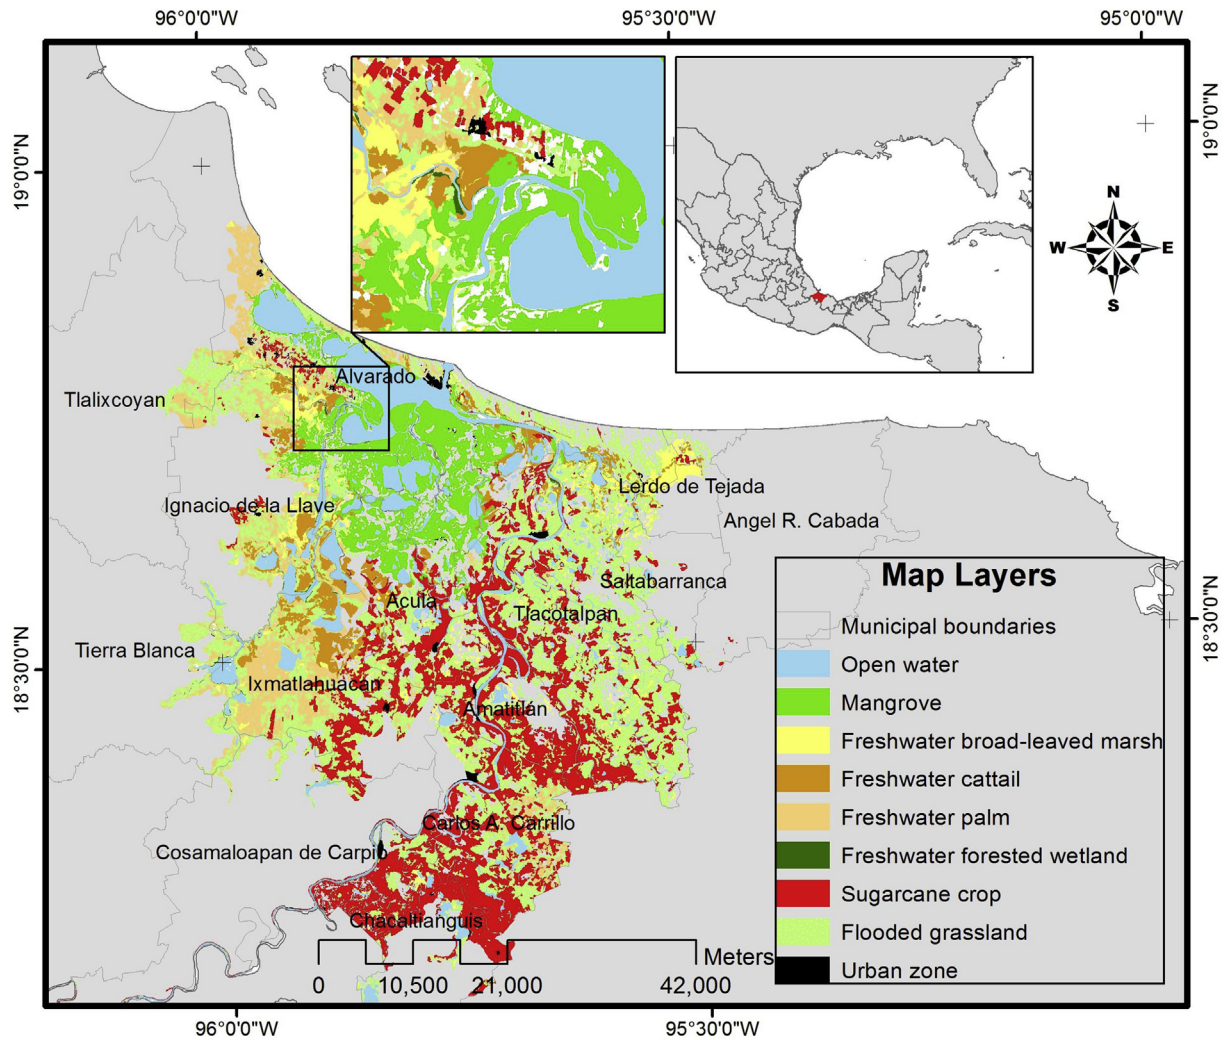 96°0'0"W 95°30'0"W 95°0'0"W
19°0'0"N
19°0'0"N
N
W E
S
Alvarado
Tlalixcoyan
Lerdo de Tejada
Ignacio de la Llave
Angel R. Cabada
Saltabarranca
Acula
Tlacotalpan
Tierra Blanca
Ixmatlahuacan
Amatitlán
Carlos A. Carrillo
Cosamaloapan de Carpio
Chacaltianguis
Map Layers
Municipal boundaries
Open water
Mangrove
Freshwater broad-leaved marsh
Freshwater cattail
Freshwater palm
Freshwater forested wetland
Sugarcane crop
Flooded grassland
Urban zone
18°30'0"N
18°30'0"N
Meters
0 10,500 21,000 42,000
96°0'0"W 95°30'0"W